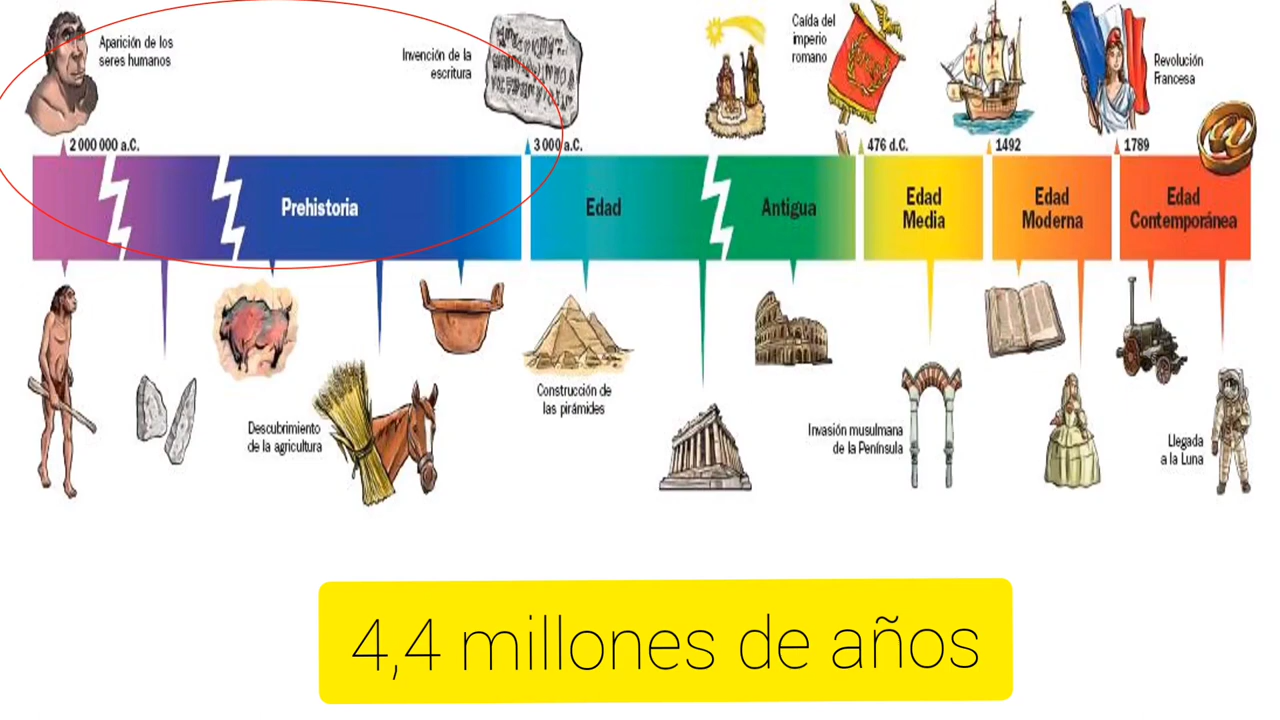 Aparición de los
seres humanos
Invención de la
escritura
Caída del
imperio
romano
Revolución
Francesa
2 000 000 a.C.
3 000 a.C.
476 d.C.
1492
1789
Prehistoria
Edad
Antigua
Edad
Media
Edad
Moderna
Edad
Contemporánea
Descubrimiento
de la agricultura
Construcción de
las pirámides
Invasión musulmana
de la Península
Llegada
a la Luna
4,4 millones de años